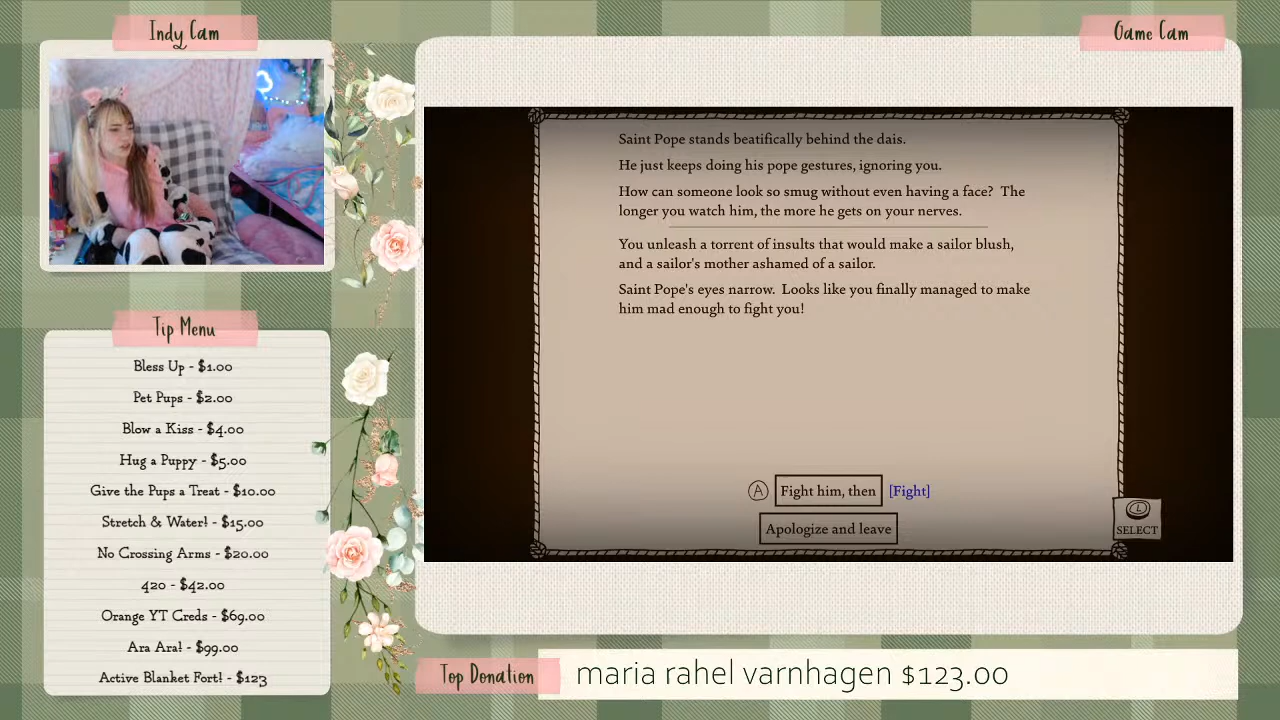 Indy Cam
Game Cam
Saint Pope stands beatifically behind the dais.
He just keeps doing his pope gestures, ignoring you.
How can someone look so smug without even having a face? The
longer you watch him, the more he gets on your nerves.
You unleash a torrent of insults that would make a sailor blush,
and a sailor's mother ashamed of a sailor.
Saint Pope's eyes narrow. Looks like you finally managed to make
him mad enough to fight you!
A Fight him, then [Fight]
Apologize and leave
L
SELECT
Tip Menu
Bless Up - $1.00
Pet Pups - $2.00
Blow a Kiss - $4.00
Hug a Puppy - $5.00
Give the Pups a Treat - $10.00
Stretch & Water! - $15.00
No Crossing Arms - $20.00
420 - $42.00
Orange YT Creds - $69.00
Ara Ara! - $99.00
Active Blanket Fort! - $123
Top Donation
maria rahel varnhagen $123.00